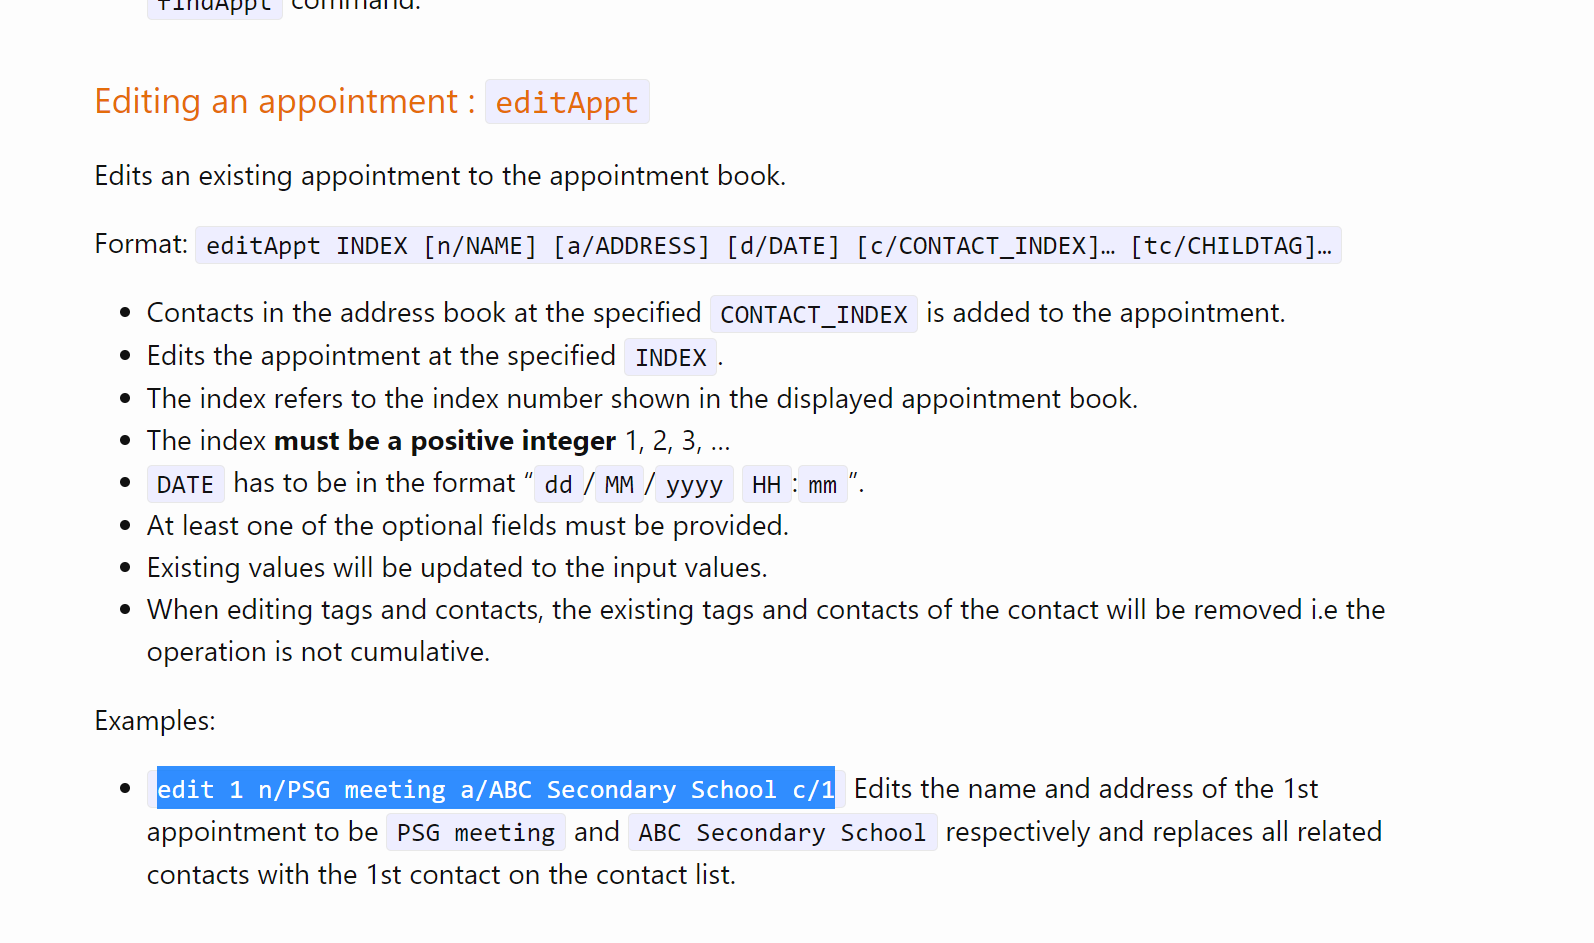 findAppt command.
Editing an appointment : editAppt
Edits an existing appointment to the appointment book.
Format: editAppt INDEX [n/NAME] [a/ADDRESS] [d/DATE] [c/CONTACT_INDEX]… [tc/CHILDTAG]…
• Contacts in the address book at the specified CONTACT_INDEX is added to the appointment.
• Edits the appointment at the specified INDEX.
• The index refers to the index number shown in the displayed appointment book.
• The index must be a positive integer 1, 2, 3, …
• DATE has to be in the format “dd/MM/yyyy HH:mm”.
• At least one of the optional fields must be provided.
• Existing values will be updated to the input values.
• When editing tags and contacts, the existing tags and contacts of the contact will be removed i.e the
operation is not cumulative.
Examples:
• edit 1 n/PSG meeting a/ABC Secondary School c/1 Edits the name and address of the 1st
appointment to be PSG meeting and ABC Secondary School respectively and replaces all related
contacts with the 1st contact on the contact list.